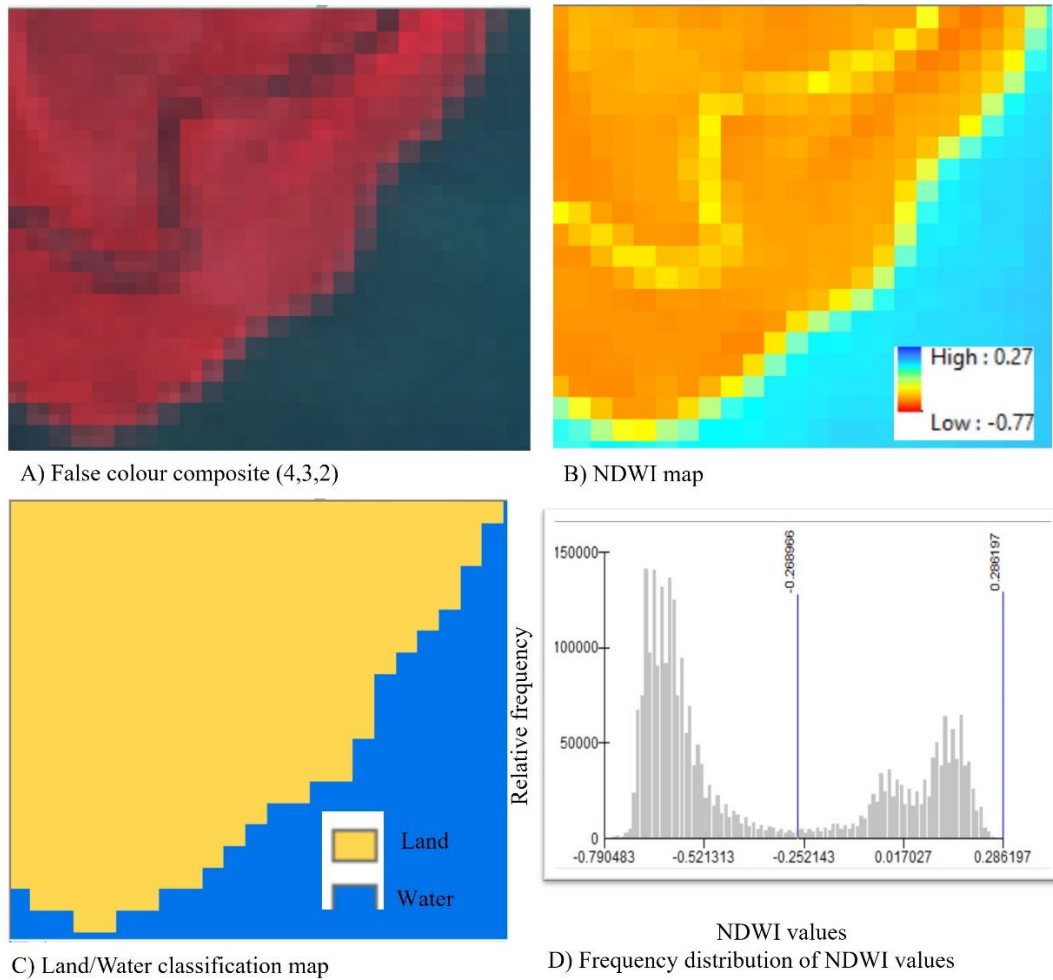 High : 0.27
Low : -0.77
A) False colour composite (4,3,2)
B) NDWI map
Land
Water
C) Land/Water classification map
Relative frequency
150000
100000
50000
0
-0.268966
0.286197
-0.790483
-0.521313
-0.252143
0.017027
0.286197
NDWI values
D) Frequency distribution of NDWI values